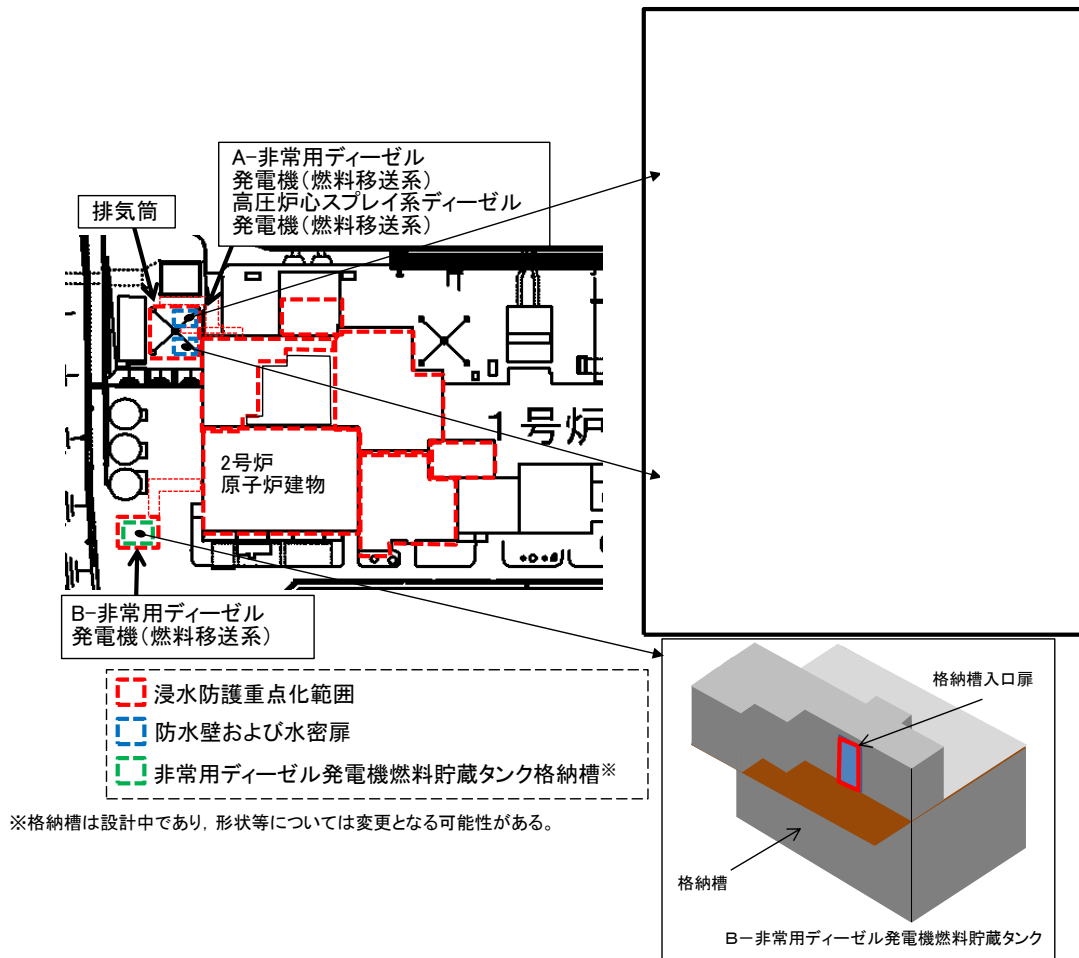 A-非常用ディーゼル
発電機(燃料移送系)
高圧炉心スプレイ系ディーゼル
発電機(燃料移送系)
排気筒
1号炉
2号炉
原子炉建物
B-非常用ディーゼル
発電機(燃料移送系)
浸水防護重点化範囲
防水壁および水密扉
非常用ディーゼル発電機燃料貯蔵タンク格納槽※
※格納槽は設計中であり，形状等については変更となる可能性がある。
格納槽入口扉
格納槽
B－非常用ディーゼル発電機燃料貯蔵タンク